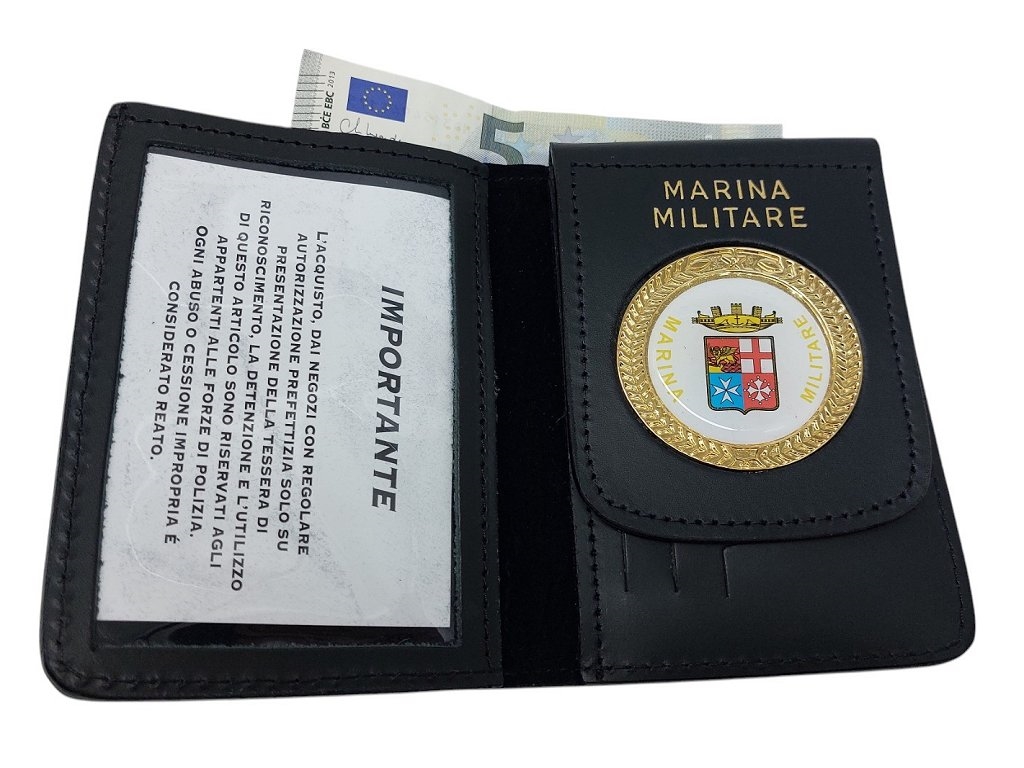 BCE EBC 2013
5
MARINA
MILITARE
MARINA MILITARE
IMPORTANTE
L'ACQUISTO, DAI NEGOZI CON REGOLARE
AUTORIZZAZIONE PREFETTIZIA SOLO SU
PRESENTAZIONE DELLA TESSERA DI
RICONOSCIMENTO, LA DETENZIONE E L'UTILIZZO
DI QUESTO ARTICOLO SONO RISERVATI AGLI
APPARTENTI ALLE FORZE DI POLIZIA.
OGNI ABUSO O CESSIONE IMPROPRIA É
CONSIDERATO REATO.